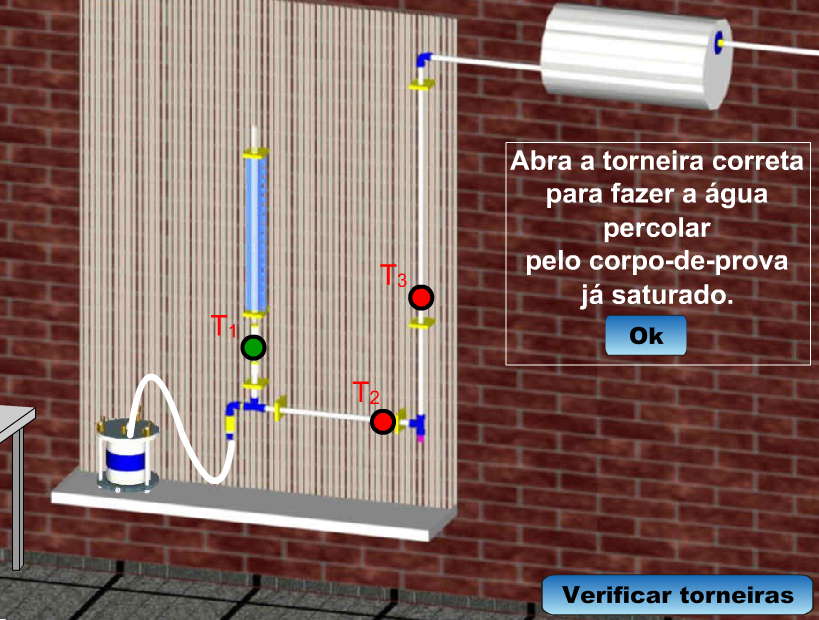 Abra a torneira correta
para fazer a água
percolar
pelo corpo-de-prova
já saturado.
Ok
T₃
T₁
T₂
Verificar torneiras